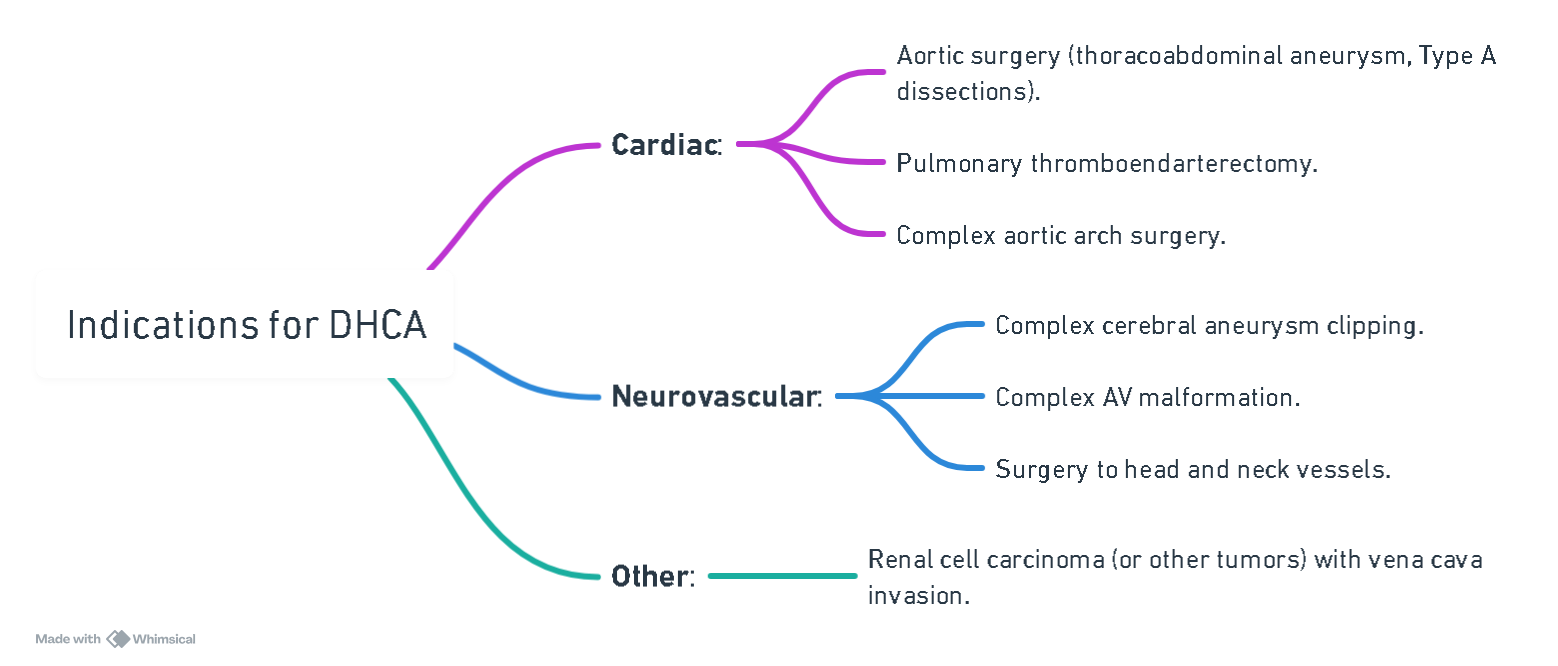 Indications for DHCA
Cardiac:
Aortic surgery (thoracoabdominal aneurysm, Type A
dissections).
Pulmonary thromboendarterectomy.
Complex aortic arch surgery.
Neurovascular:
Complex cerebral aneurysm clipping.
Complex AV malformation.
Surgery to head and neck vessels.
Other:
Renal cell carcinoma (or other tumors) with vena cava
invasion.
Made with Whimsical